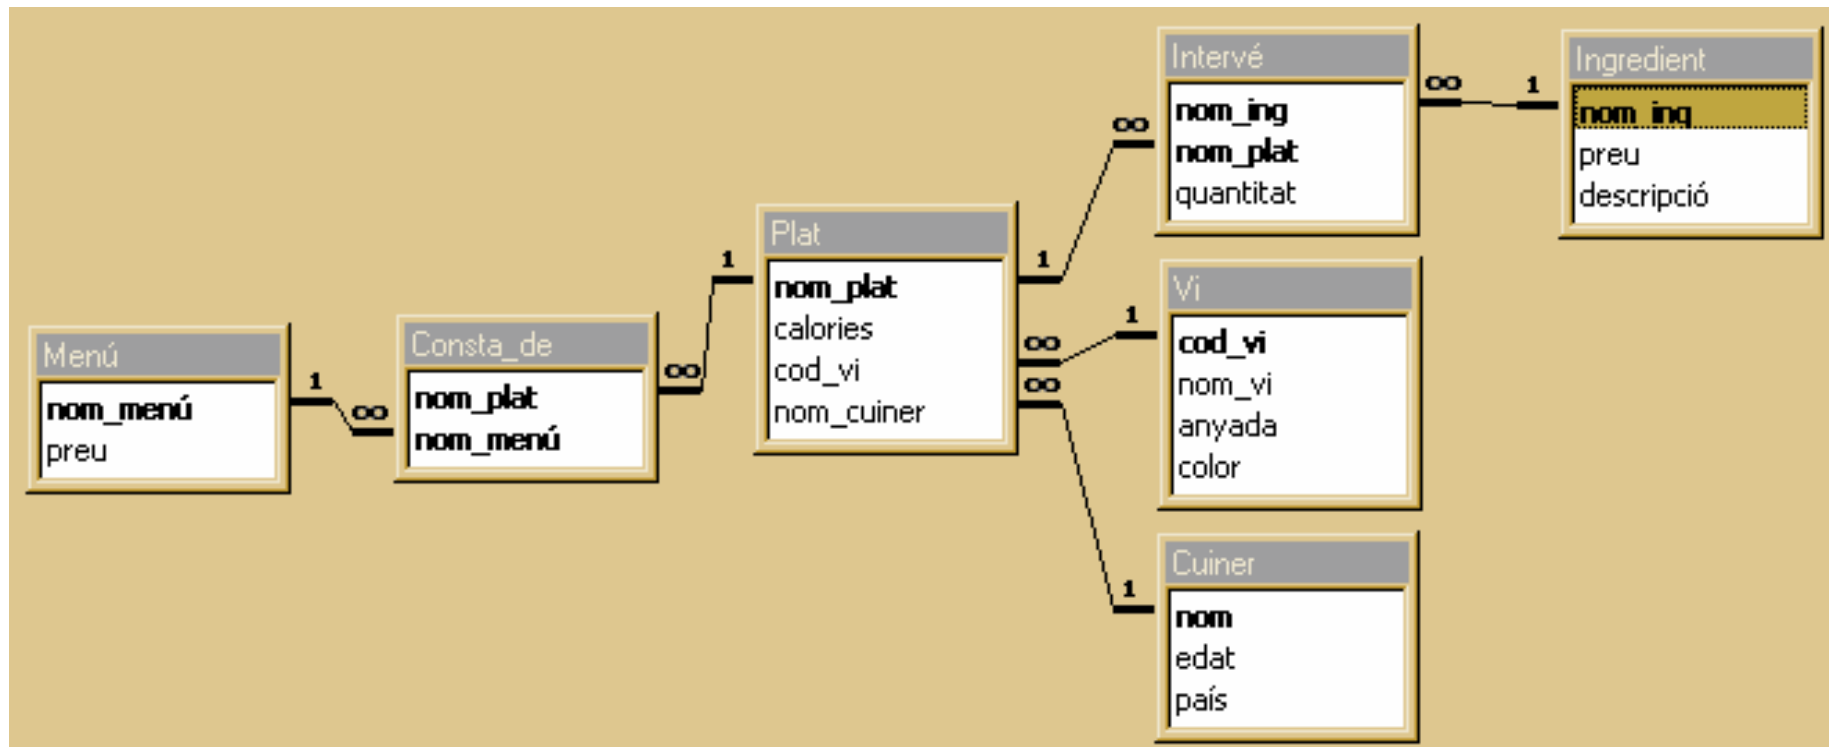 Menú
nom_menú
preu
Consta_de
nom_plat
nom_menú
Plat
nom_plat
calories
cod_vi
nom_cuiner
Intervé
nom_ing
nom_plat
quantitat
Ingredient
nom_ing
preu
descripció
Vi
cod_vi
nom_vi
anyada
color
Cuiner
nom
edat
país
1
∞
∞
1
1
∞
∞
1
∞
1
∞
1